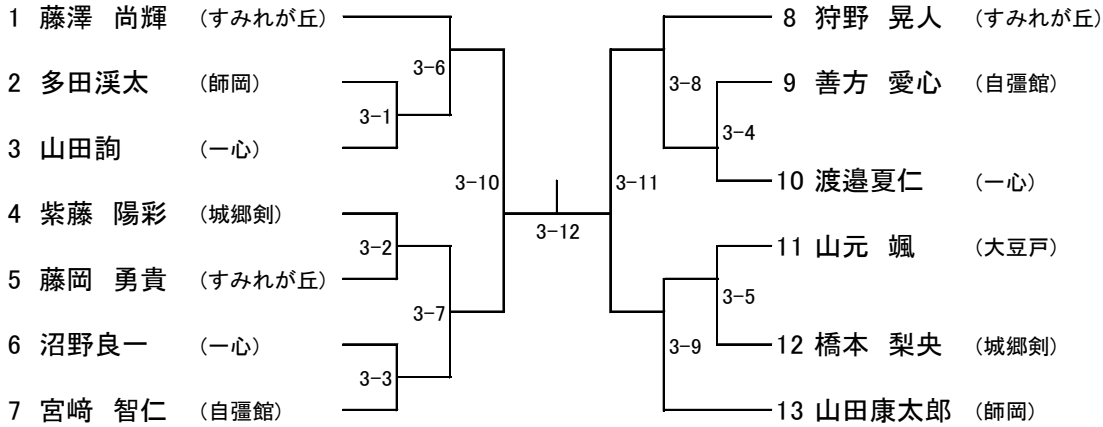 1 藤澤 尚輝 (すみれが丘)
2 多田渓太 (師岡)
3 山田詢 (一心)
4 紫藤 陽彩 (城郷剣)
5 藤岡 勇貴 (すみれが丘)
6 沼野良一 (一心)
7 宮﨑 智仁 (自彊館)
3-6
3-1
3-10
3-2
3-7
3-3
3-12
3-11
3-8
3-4
3-5
3-9
8 狩野 晃人 (すみれが丘)
9 善方 愛心 (自彊館)
10 渡邉夏仁 (一心)
11 山元 颯 (大豆戸)
12 橋本 梨央 (城郷剣)
13 山田康太郎 (師岡)